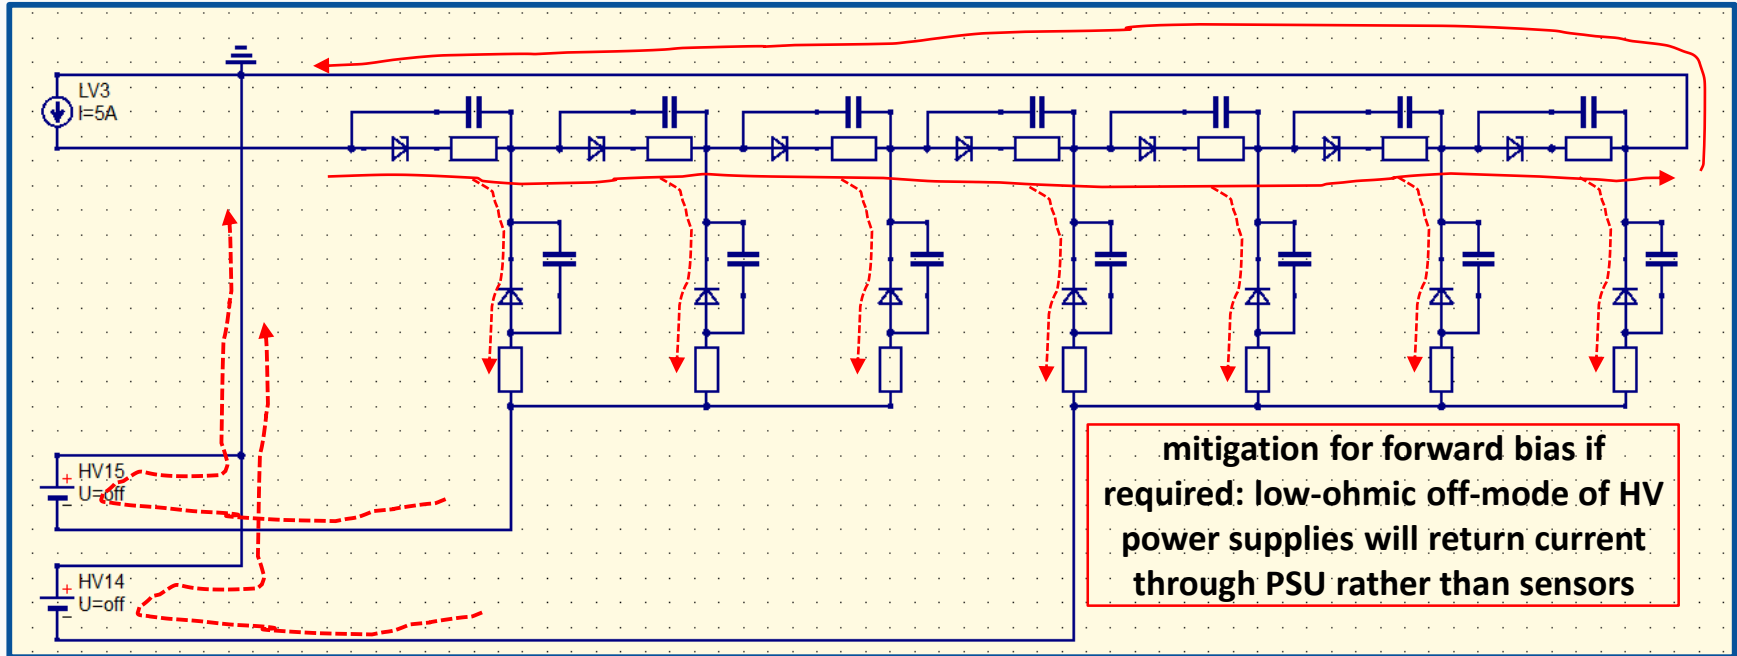 LV3
I=5A
HV15
U=off
HV14
U=off
mitigation for forward bias if
required: low-ohmic off-mode of HV
power supplies will return current
through PSU rather than sensors